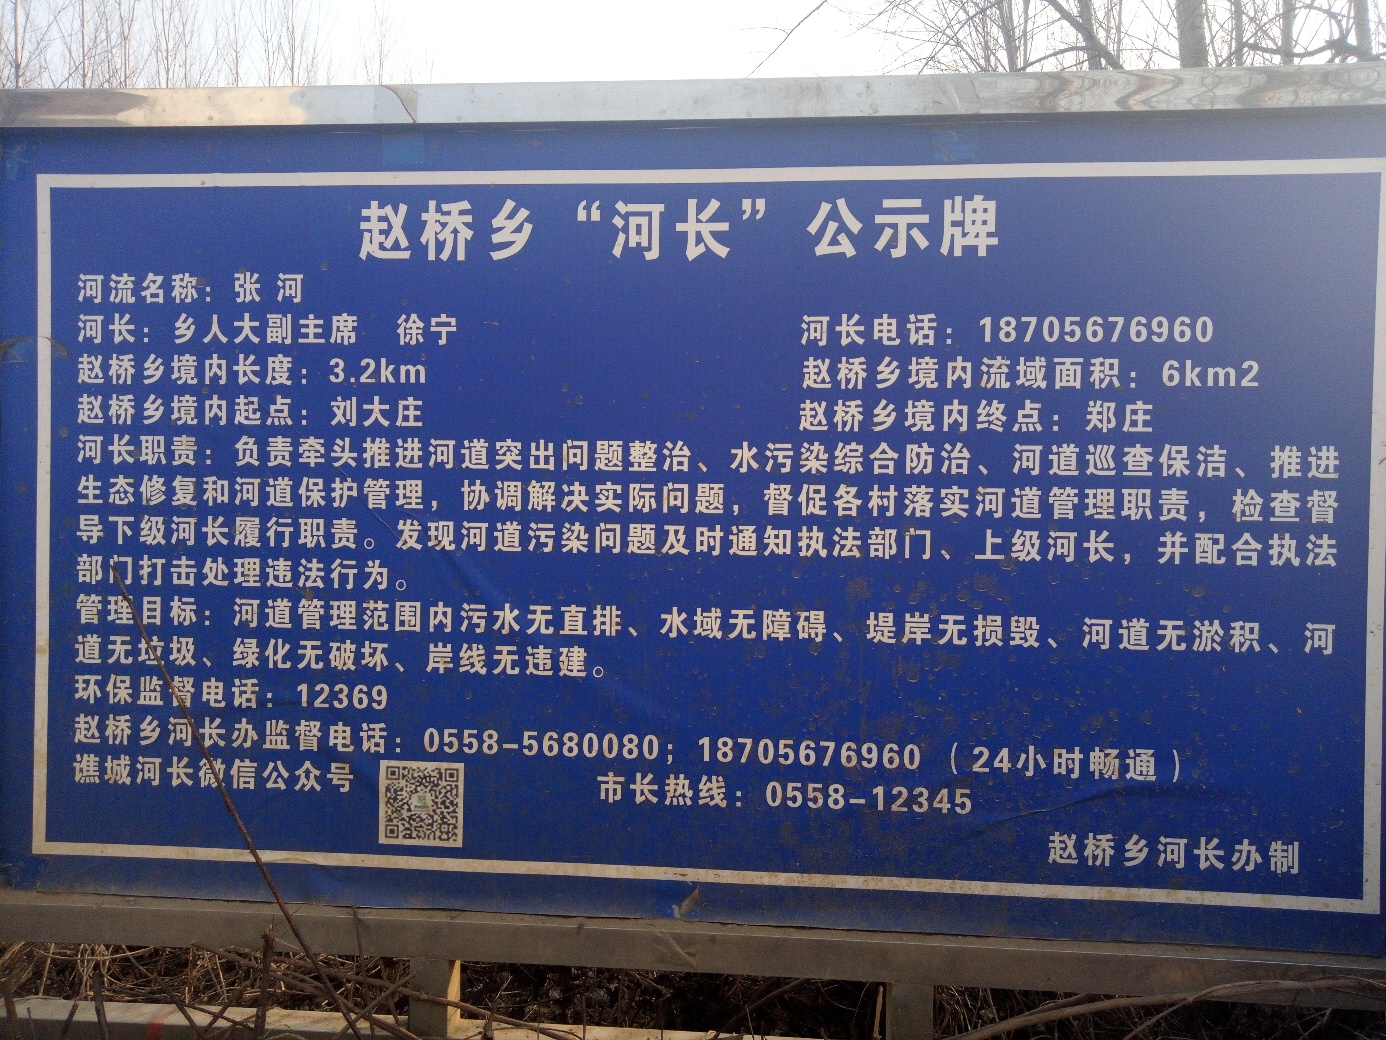 赵桥乡“河长”公示牌
河流名称：张 河
河长：乡人大副主席　徐宁　河长电话：18705676960
赵桥乡境内长度：3.2km　赵桥乡境内流域面积：6km2
赵桥乡境内起点：刘大庄　赵桥乡境内终点：郑庄
河长职责：负责牵头推进河道突出问题整治、水污染综合防治、河道巡查保洁、推进
生态修复和河道保护管理，协调解决实际问题，督促各村落实河道管理职责，检查督
导下级河长履行职责。发现河道污染问题及时通知执法部门、上级河长，并配合执法
部门打击处理违法行为。
管理目标：河道管理范围内污水无直排、水域无障碍、堤岸无损毁、河道无淤积、河
道无垃圾、绿化无破坏、岸线无违建。
环保监督电话：12369
赵桥乡河长办监督电话：0558-5680080；18705676960（24小时畅通）
谯城河长微信公众号　市长热线：0558-12345
赵桥乡河长办制